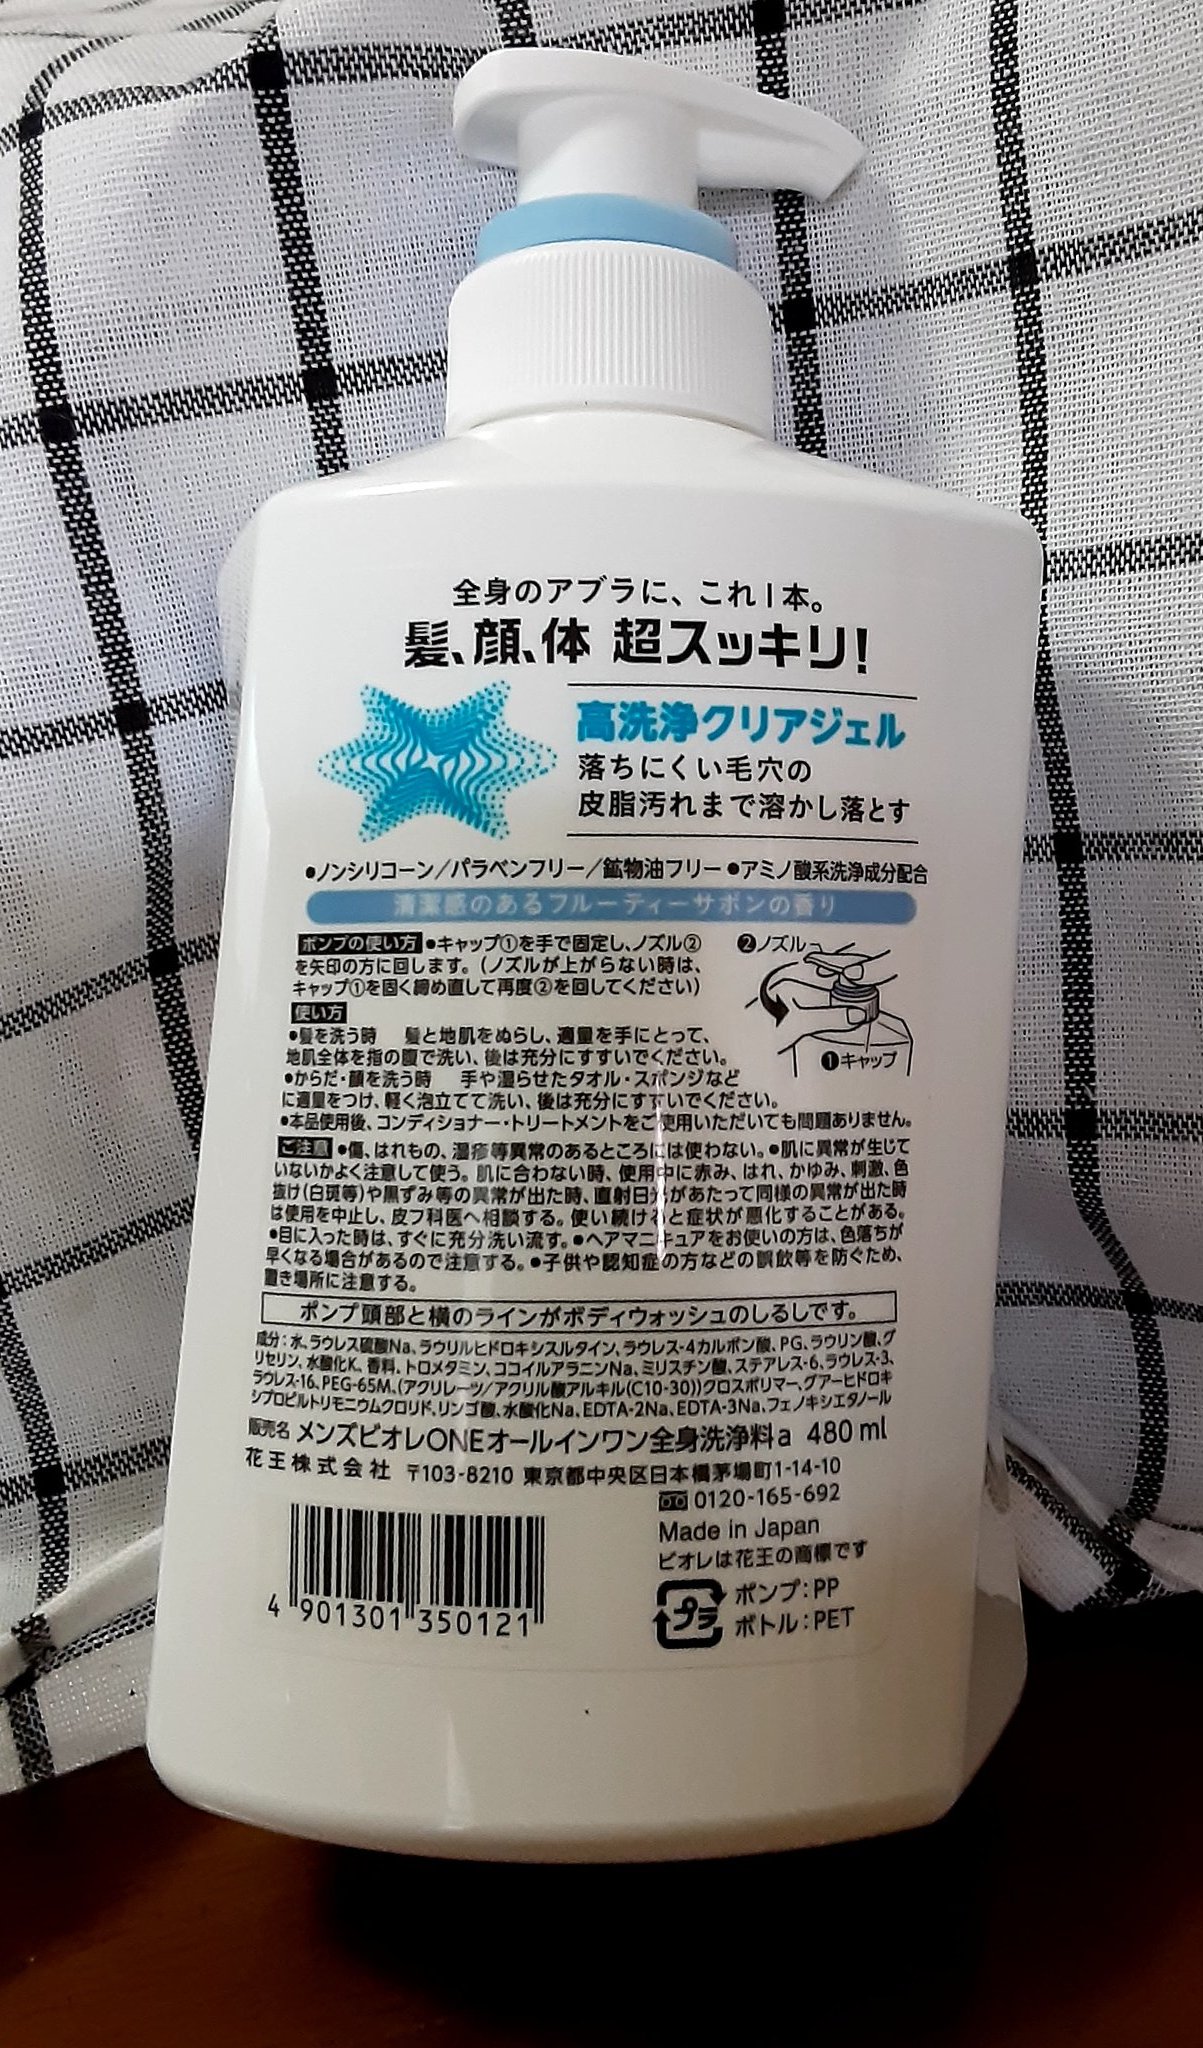 全身のアブラに、これ1本。
髪、顔、体 超スッキリ!
高洗浄クリアジェル
落ちにくい毛穴の
皮脂汚れまで溶かし落とす
●ノンシリコーン/パラベンフリー/鉱物油フリー ●アミノ酸系洗浄成分配合
清潔感のあるフルーティーサボンの香り
ポンプの使い方 ●キャップ①を手で固定し、ノズル②
を矢印の方に回します。(ノズルが上がらない時は、
キャップ①を固く締め直して再度②を回してください)
❷ノズル
❶キャップ
使い方
●髪を洗う時 髪と地肌をぬらし、適量を手にとって、
地肌全体を指の腹で洗い、後は充分にすすいでください。
●からだ・顔を洗う時 手や湿らせたタオル・スポンジなど
に適量をつけ、軽く泡立てて洗い、後は充分にすすいでください。
●本品使用後、コンディショナー・トリートメントをご使用いただいても問題ありません。
ご注意 ●傷、はれもの、湿疹等異常のあるところには使わない。●肌に異常が生じて
いないかよく注意して使う。肌に合わない時、使用中に赤み、はれ、かゆみ、刺激、色
抜け(白斑等)や黒ずみ等の異常が出た時、直射日光があたって同様の異常が出た時
は使用を中止し、皮フ科医へ相談する。使い続けると症状が悪化することがある。
●目に入った時は、すぐに充分洗い流す。●ヘアマニキュアをお使いの方は、色落ちが
早くなる場合があるので注意する。●子供や認知症の方などの誤飲等を防ぐため、
置き場所に注意する。
ポンプ頭部と横のラインがボディウォッシュのしるしです。
成分:水、ラウレス硫酸Na、ラウリルヒドロキシスルタイン、ラウレス-4カルボン酸、PG、ラウリン酸、グ
リセリン、水酸化K、香料、トロメタミン、ココイルアラニンNa、ミリスチン酸、ステアレス-6、ラウレス-3、
ラウレス-16、PEG-65M、(アクリレーツ/アクリル酸アルキル(C10-30))クロスポリマー、グアーヒドロキ
シプロピルトリモニウムクロリド、リンゴ酸、水酸化Na、EDTA-2Na、EDTA-3Na、フェノキシエタノール
販売名 メンズビオレONEオールインワン全身洗浄料a 480ml
花王株式会社 〒103-8210 東京都中央区日本橋茅場町1-14-10
0120-165-692
Made in Japan
ビオレは花王の商標です
プラ
ポンプ:PP
ボトル:PET
4 901301 350121